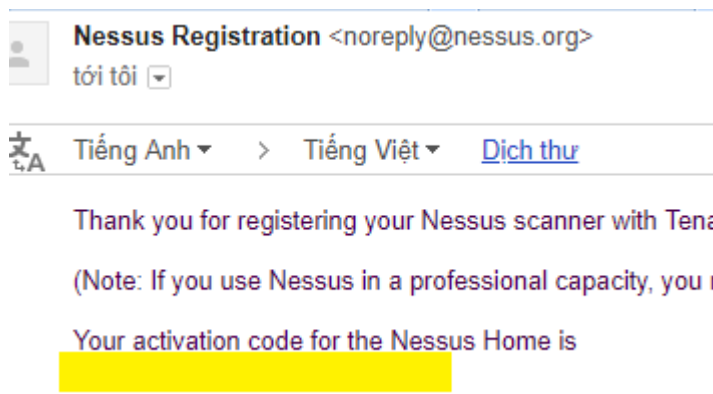 Nessus Registration <noreply@nessus.org>
tới tôi
Tiếng Anh > Tiếng Việt Dịch thư
Thank you for registering your Nessus scanner with Tena
(Note: If you use Nessus in a professional capacity, you
Your activation code for the Nessus Home is